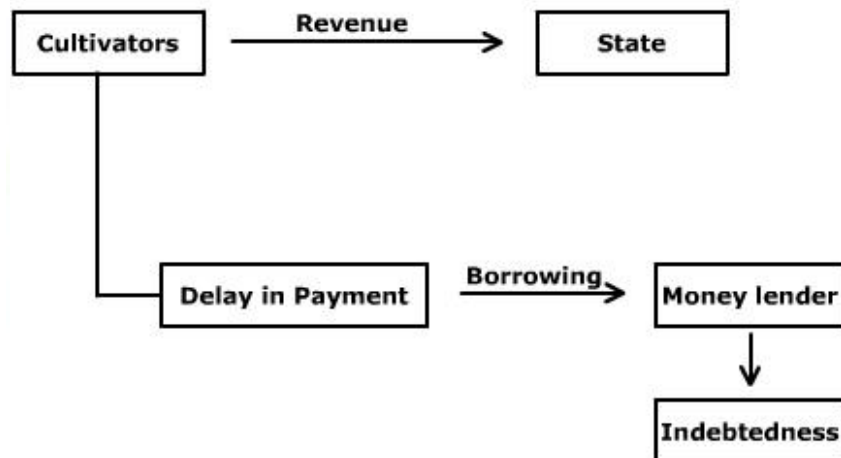 Cultivators
Revenue
State
Delay in Payment
Borrowing
Money lender
Indebtedness